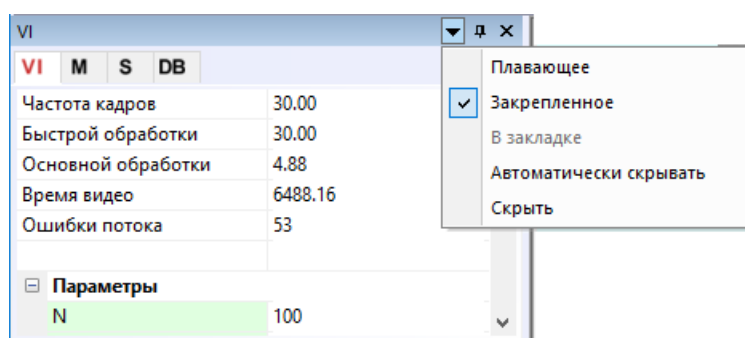 VI
VI M S DB
Частота кадров 30.00
Быстрой обработки 30.00
Основной обработки 4.88
Время видео 6488.16
Ошибки потока 53
Параметры
N 100
Плавающее
Закрепленное
В закладке
Автоматически скрывать
Скрыть